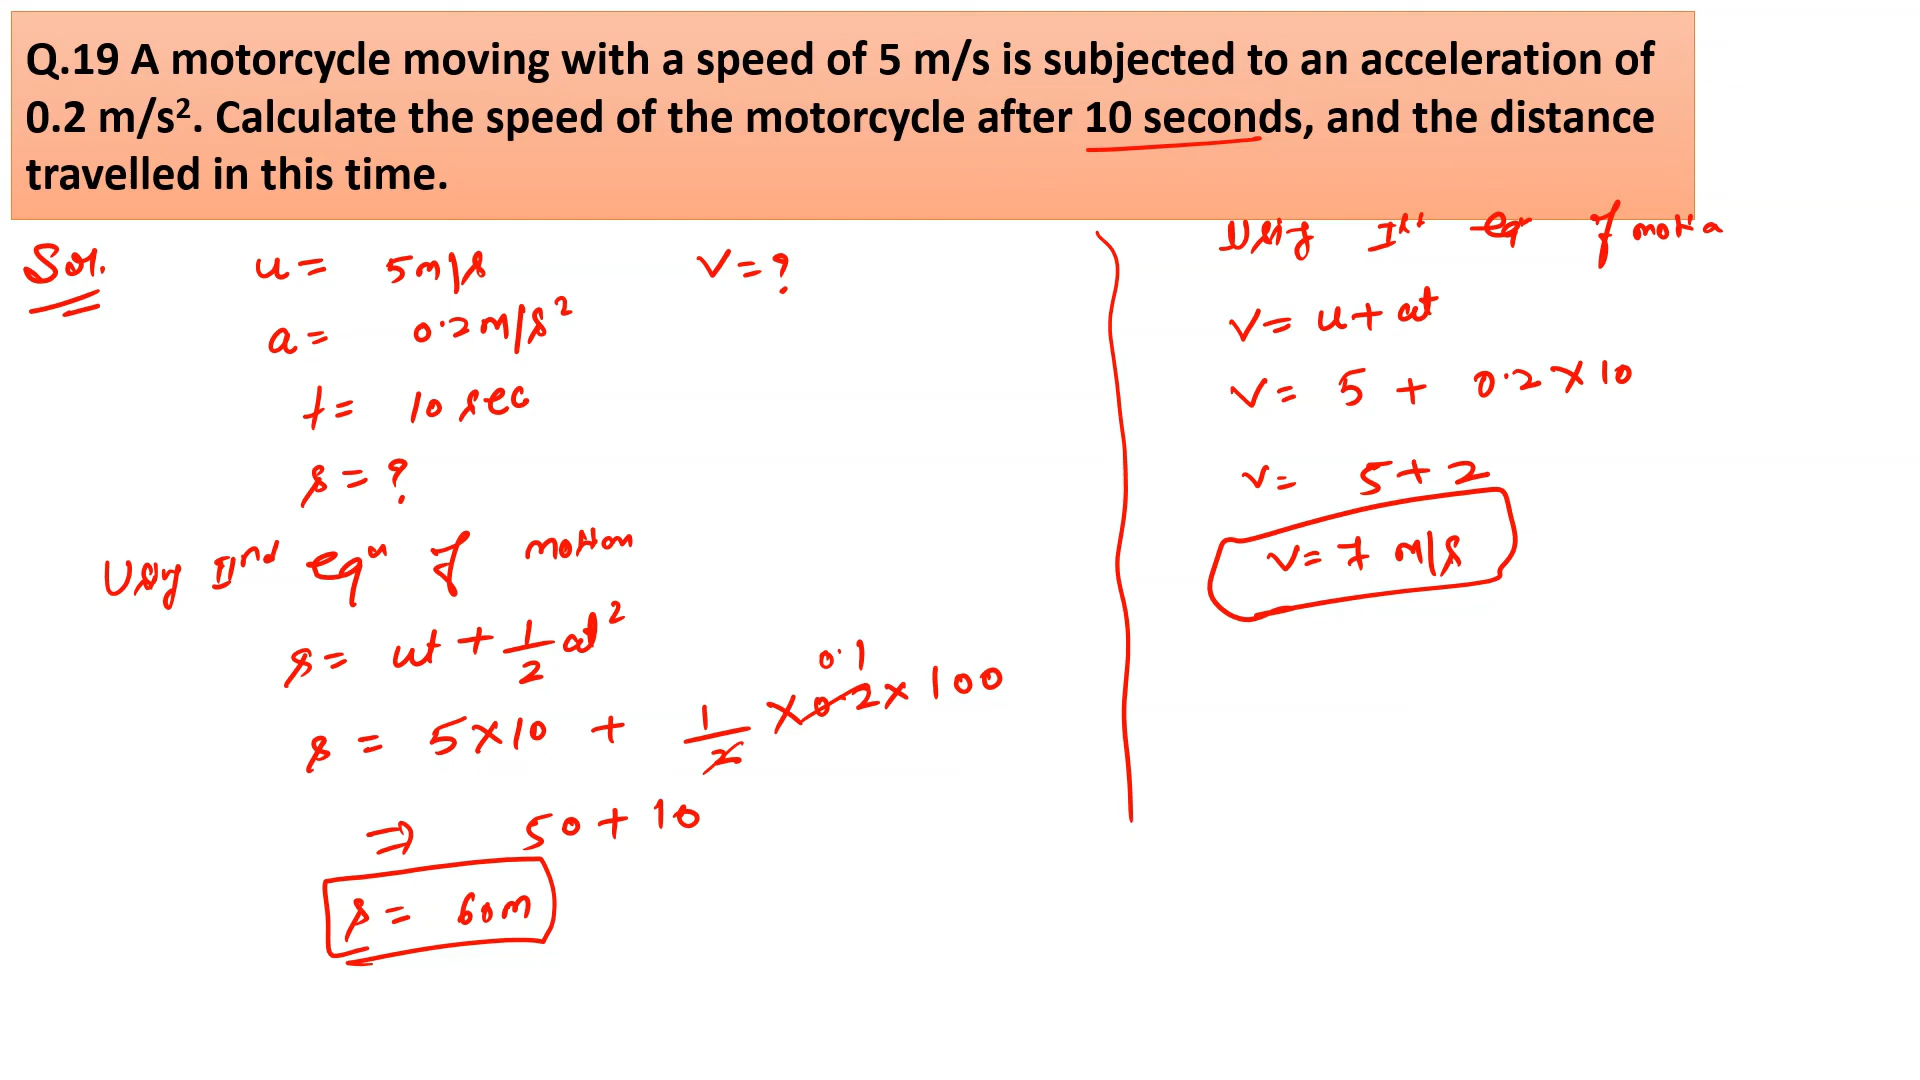 Q.19 A motorcycle moving with a speed of 5 m/s is subjected to an acceleration of
0.2 m/s². Calculate the speed of the motorcycle after 10 seconds, and the distance
travelled in this time.
Sol.
u = 5m/s
v = ?
a = 0.2 m/s²
t = 10 sec
s = ?
Using IInd eqn of motion
s = ut + 1/2 at²
s = 5×10 + 1/2 × 0.2 × 100
0.1
⇒ 50 + 10
s = 60m
Using Ist eqn of motion
v = u + at
v = 5 + 0.2 × 10
v = 5 + 2
v = 7 m/s